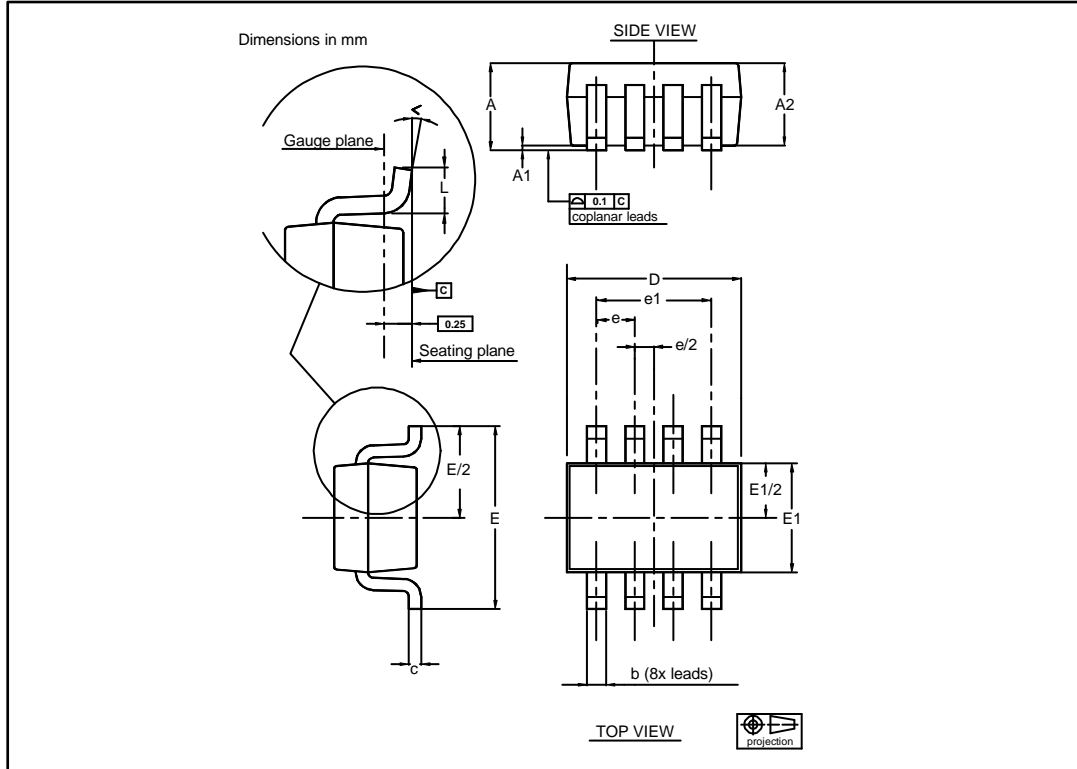 Dimensions in mm
SIDE VIEW
A
A2
A1
0.1 C
coplanar leads
Gauge plane
L
C
0.25
Seating plane
D
e1
e
e/2
E/2
E
E1/2
E1
c
b (8x leads)
TOP VIEW
projection